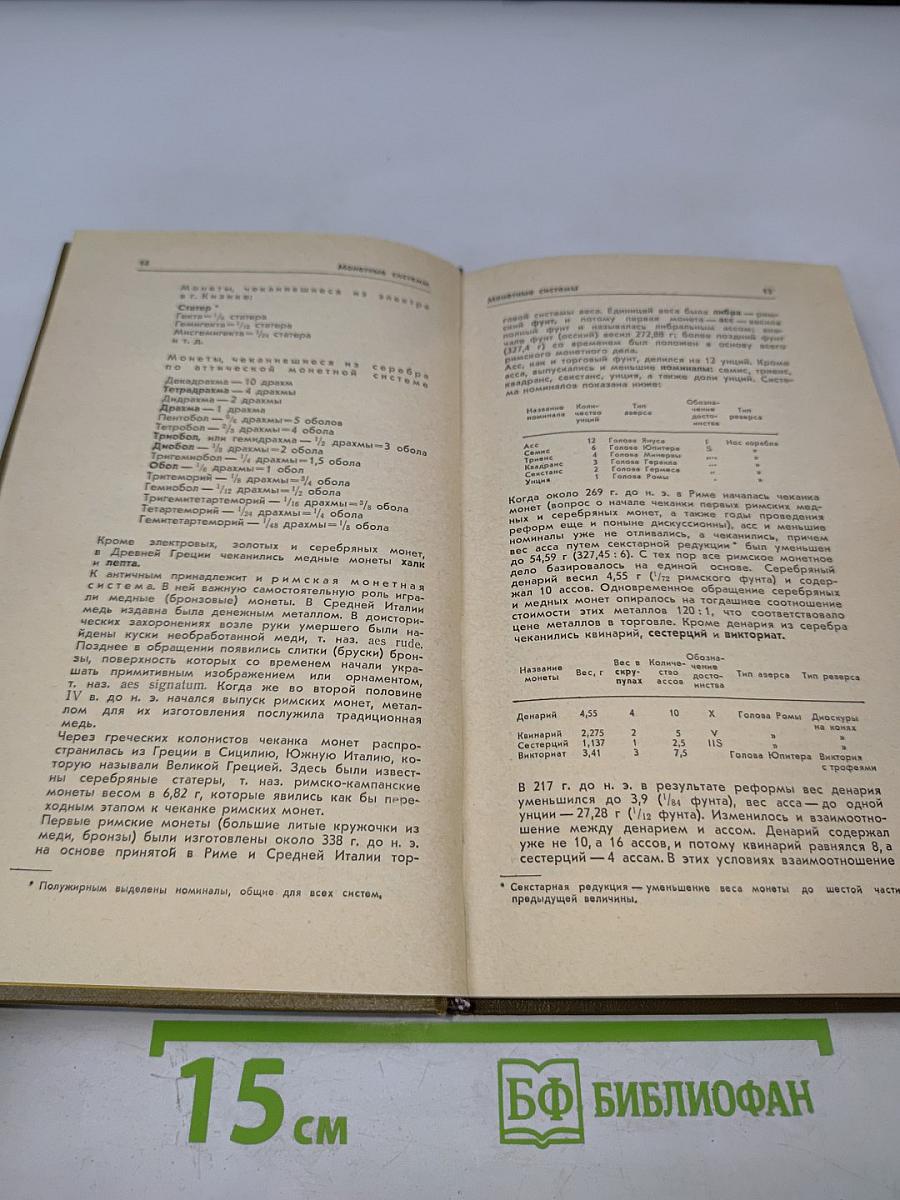 Монетные системы
Монеты, чеканившиеся из электра
в г. Кизике:
Статер *
Гекта — 1/6 статера
Гемигекта — 1/12 статера
Мисгемигекта — 1/24 статера
и т. д.
Монеты, чеканившиеся из серебра
по аттической монетной системе
Декадрахма — 10 драхм
Тетрадрахма — 4 драхмы
Дидрахма — 2 драхмы
Драхма — 1 драхма
Пентобол — 5/6 драхмы=5 оболов
Тетробол — 2/3 драхмы=4 обола
Триобол, или гемидрахма — 1/2 драхмы=3 обола
Диобол — 1/3 драхмы=2 обола
Тригемиобол — 1/4 драхмы=1,5 обола
Обол — 1/6 драхмы=1 обол
Тритеморий — 1/8 драхмы=3/4 обола
Гемиобол — 1/12 драхмы=1/2 обола
Тригемитетартеморий — 1/16 драхмы=3/8 обола
Тетартеморий — 1/24 драхмы=1/4 обола
Гемитетартеморий — 1/48 драхмы=1/8 обола
Кроме электровых, золотых и серебряных монет,
в Древней Греции чеканились медные монеты халк
и лепта.
К античным принадлежит и римская монетная
система. В ней важную самостоятельную роль игра-
ли медные (бронзовые) монеты. В Средней Италии
медь издавна была денежным металлом. В доистори-
ческих захоронениях возле руки умершего были на-
йдены куски необработанной меди, т. наз. aes rude.
Позднее в обращении появились слитки (бруски) брон-
зы, поверхность которых со временем начали укра-
шать примитивным изображением или орнаментом,
т. наз. aes signatum. Когда же во второй половине
IV в. до н. э. начался выпуск римских монет, метал-
лом для их изготовления послужила традиционная
медь.
Через греческих колонистов чеканка монет распро-
странилась из Греции в Сицилию, Южную Италию, ко-
торую называли Великой Грецией. Здесь были извест-
ны серебряные статеры, т. наз. римско-кампанские
монеты весом в 6,82 г, которые явились как бы пере-
ходным этапом к чеканке римских монет.
Первые римские монеты (большие литые кружочки из
меди, бронзы) были изготовлены около 338 г. до н. э.
на основе принятой в Риме и Средней Италии тор-
* Полужирным выделены номиналы, общие для всех систем.
Монетные системы 13
говой системы веса. Единицей веса была либра — рим-
ский фунт, и потому первая монета — асс — весила
полный фунт и называлась либральным ассом; вна-
чале фунт (осский) весил 272,88 г; более поздний фунт
(327,4 г) со временем был положен в основу всего
римского монетного дела.
Асс, как и торговый фунт, делился на 12 унций. Кроме
асса, выпускались и меньшие номиналы: семис, триенс,
квадранс, секстанс, унция, а также доли унций. Систе-
ма номиналов показана ниже:
Название номинала Коли-чество унций Тип аверса Обозна-чение досто-инства Тип реверса
Асс 12 Голова Януса I Нос корабля
Семис 6 Голова Юпитера S »
Триенс 4 Голова Минервы .... »
Квадранс 3 Голова Геракла ... »
Секстанс 2 Голова Гермеса .. »
Унция 1 Голова Ромы . »
Когда около 269 г. до н. э. в Риме началась чеканка
монет (вопрос о начале чеканки первых римских мед-
ных и серебряных монет, а также годы проведения
реформ еще и поныне дискуссионны), асс и меньшие
номиналы уже не отливались, а чеканились, причем
вес асса путем секстарной редукции * был уменьшен
до 54,59 г (327,45 : 6). С тех пор все римское монетное
дело базировалось на единой основе. Серебряный
денарий весил 4,55 г (1/72 римского фунта) и содер-
жал 10 ассов. Одновременное обращение серебряных
и медных монет опиралось на тогдашнее соотношение
стоимости этих металлов 120 : 1, что соответствовало
цене металлов в торговле. Кроме денария из серебра
чеканились квинарий, сестерций и викториат.
Название монеты Вес, г Вес в скру-пулах Количе-ство ассов Обозна-чение досто-инства Тип аверса Тип реверса
Денарий 4,55 4 10 X Голова Ромы Диоскуры
на конях
Квинарий 2,275 2 5 V » »
Сестерций 1,137 1 2,5 IIS » »
Викториат 3,41 3 7,5 Голова Юпитера Виктория
с трофеями
В 217 г. до н. э. в результате реформы вес денария
уменьшился до 3,9 (1/84 фунта), вес асса — до одной
унции — 27,28 г (1/12 фунта). Изменилось и взаимоотно-
шение между денарием и ассом. Денарий содержал
уже не 10, а 16 ассов, и потому квинарий равнялся 8, а
сестерций — 4 ассам. В этих условиях взаимоотношение
* Секстарная редукция — уменьшение веса монеты до шестой части
предыдущей величины.
15 см
БФ БИБЛИОФАН